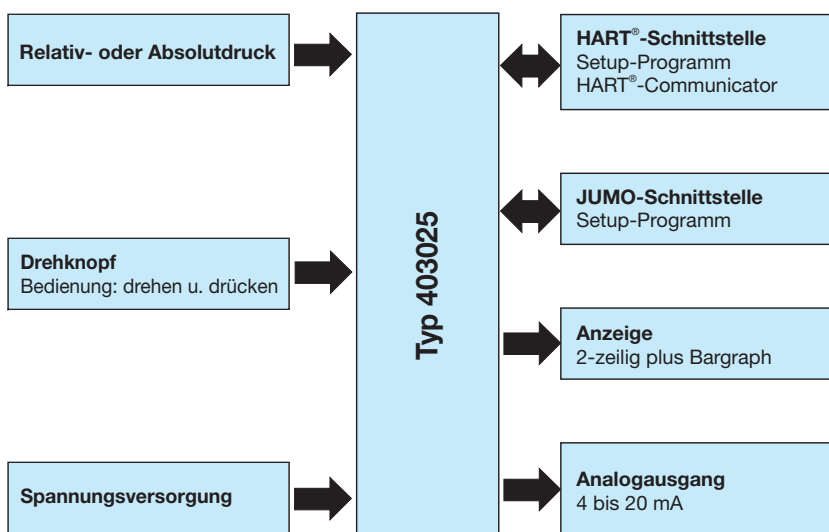 Relativ- oder Absolutdruck
Drehknopf
Bedienung: drehen u. drücken
Spannungsversorgung
Typ 403025
HART®-Schnittstelle
Setup-Programm
HART®-Communicator
JUMO-Schnittstelle
Setup-Programm
Anzeige
2-zeilig plus Bargraph
Analogausgang
4 bis 20 mA